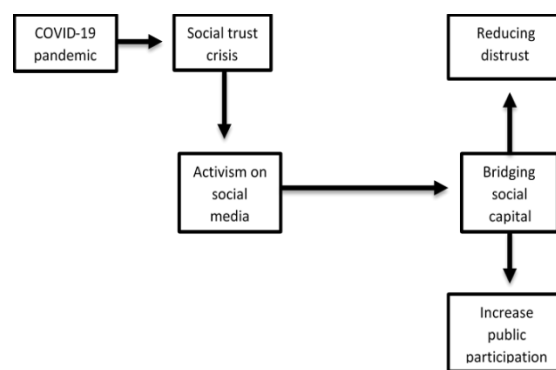 COVID-19
pandemic
Social trust
crisis
Reducing
distrust
Activism on
social
media
Bridging
social
capital
Increase
public
participation